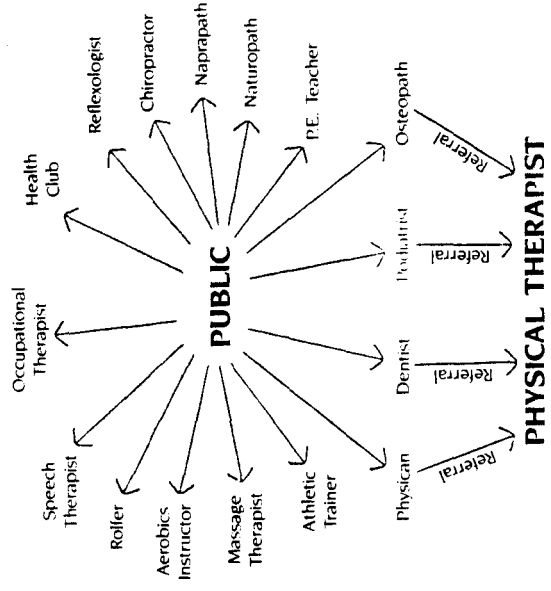 Occupational
Therapist
Health
Club
Reflexologist
Chiropractor
Naprapath
Naturopath
P.E. Teacher
Osteopath
Podiatrist
Dentist
Physican
Athletic
Trainer
Massage
Therapist
Aerobics
Instructor
Rolfer
Speech
Therapist
PUBLIC
Referral
Referral
Referral
Referral
PHYSICAL THERAPIST